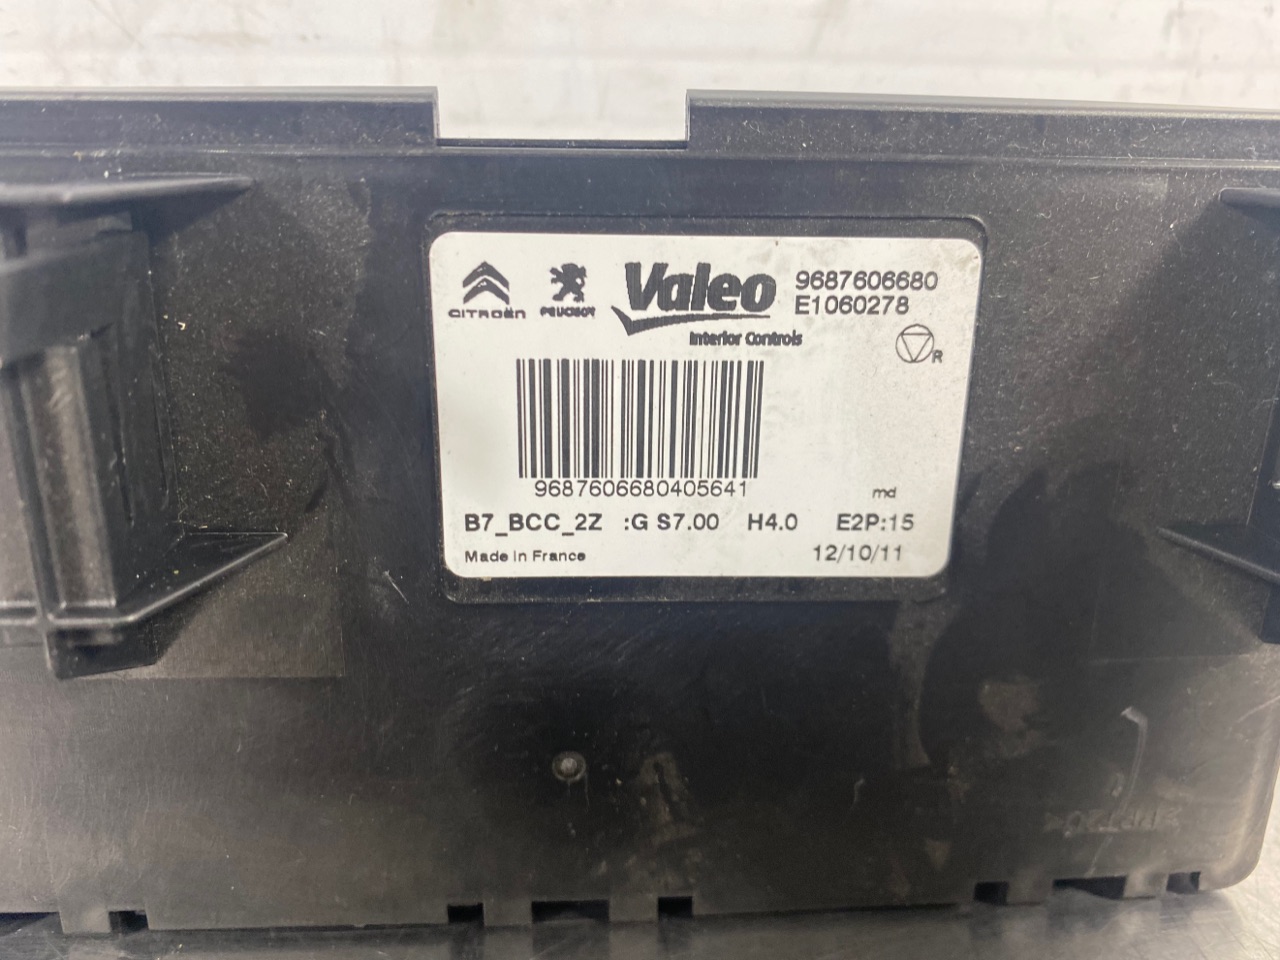 CITROËN
PEUGEOT
Valeo
Interior Controls
9687606680
E1060278
R
9687606680405641
md
B7_BCC_2Z :G S7.00 H4.0 E2P:15
Made in France 12/10/11